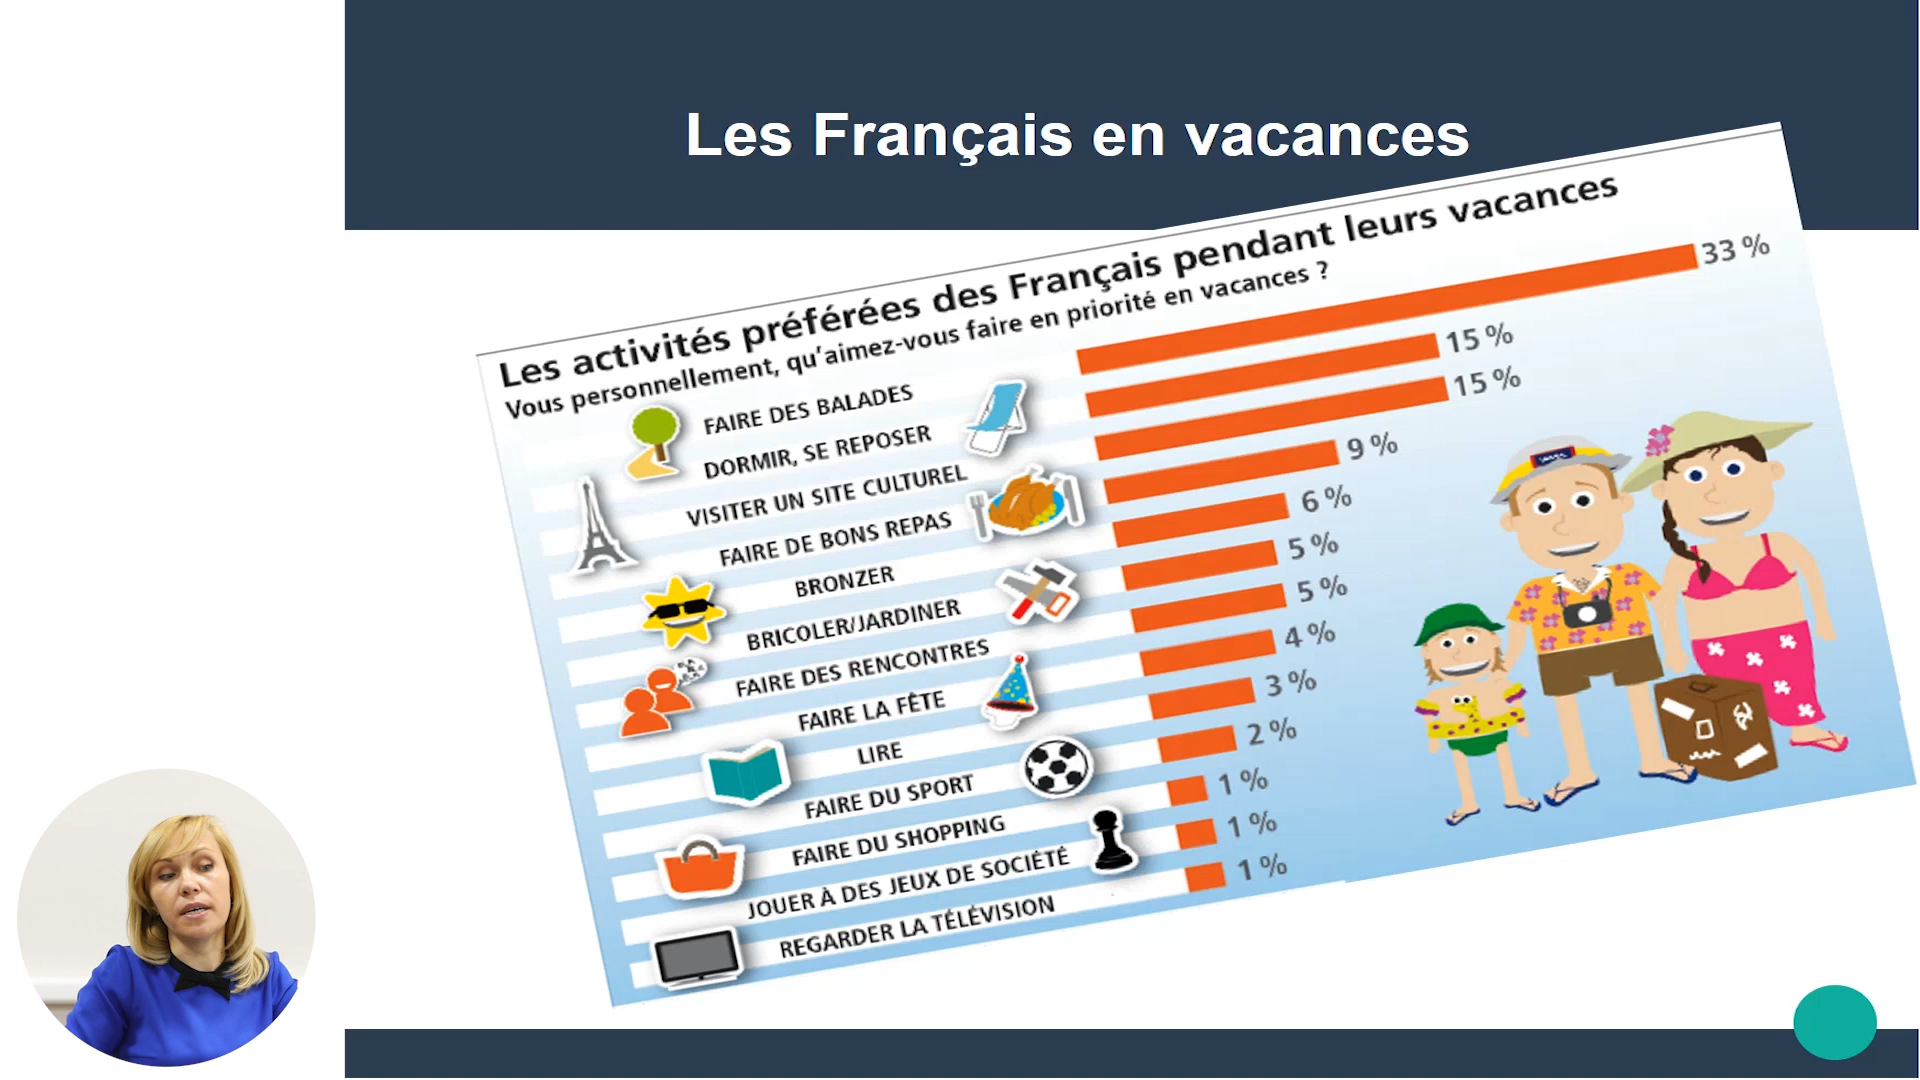 Les Français en vacances
Les activités préférées des Français pendant leurs vacances
Vous personnellement, qu'aimez-vous faire en priorité en vacances ?
FAIRE DES BALADES 33 %
DORMIR, SE REPOSER 15 %
VISITER UN SITE CULTUREL 15 %
FAIRE DE BONS REPAS 9 %
BRONZER 6 %
BRICOLER/JARDINER 5 %
FAIRE DES RENCONTRES 5 %
FAIRE LA FÊTE 4 %
LIRE 3 %
FAIRE DU SPORT 2 %
FAIRE DU SHOPPING 1 %
JOUER À DES JEUX DE SOCIÉTÉ 1 %
REGARDER LA TÉLÉVISION 1 %